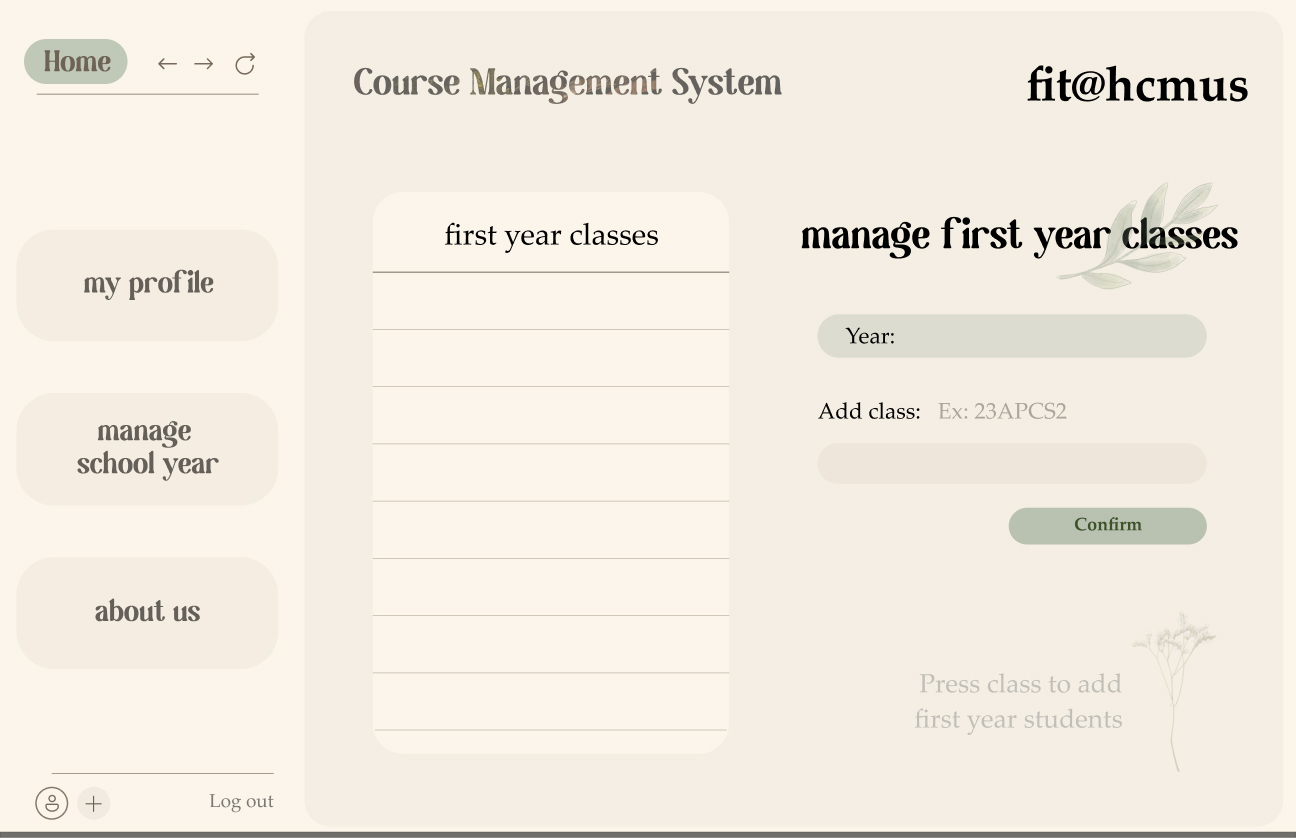 Home
Course Management System
fit@hcmus
my profile
manage
school year
about us
Log out
first year classes
manage first year classes
Year:
Add class: Ex: 23APCS2
Confirm
Press class to add
first year students